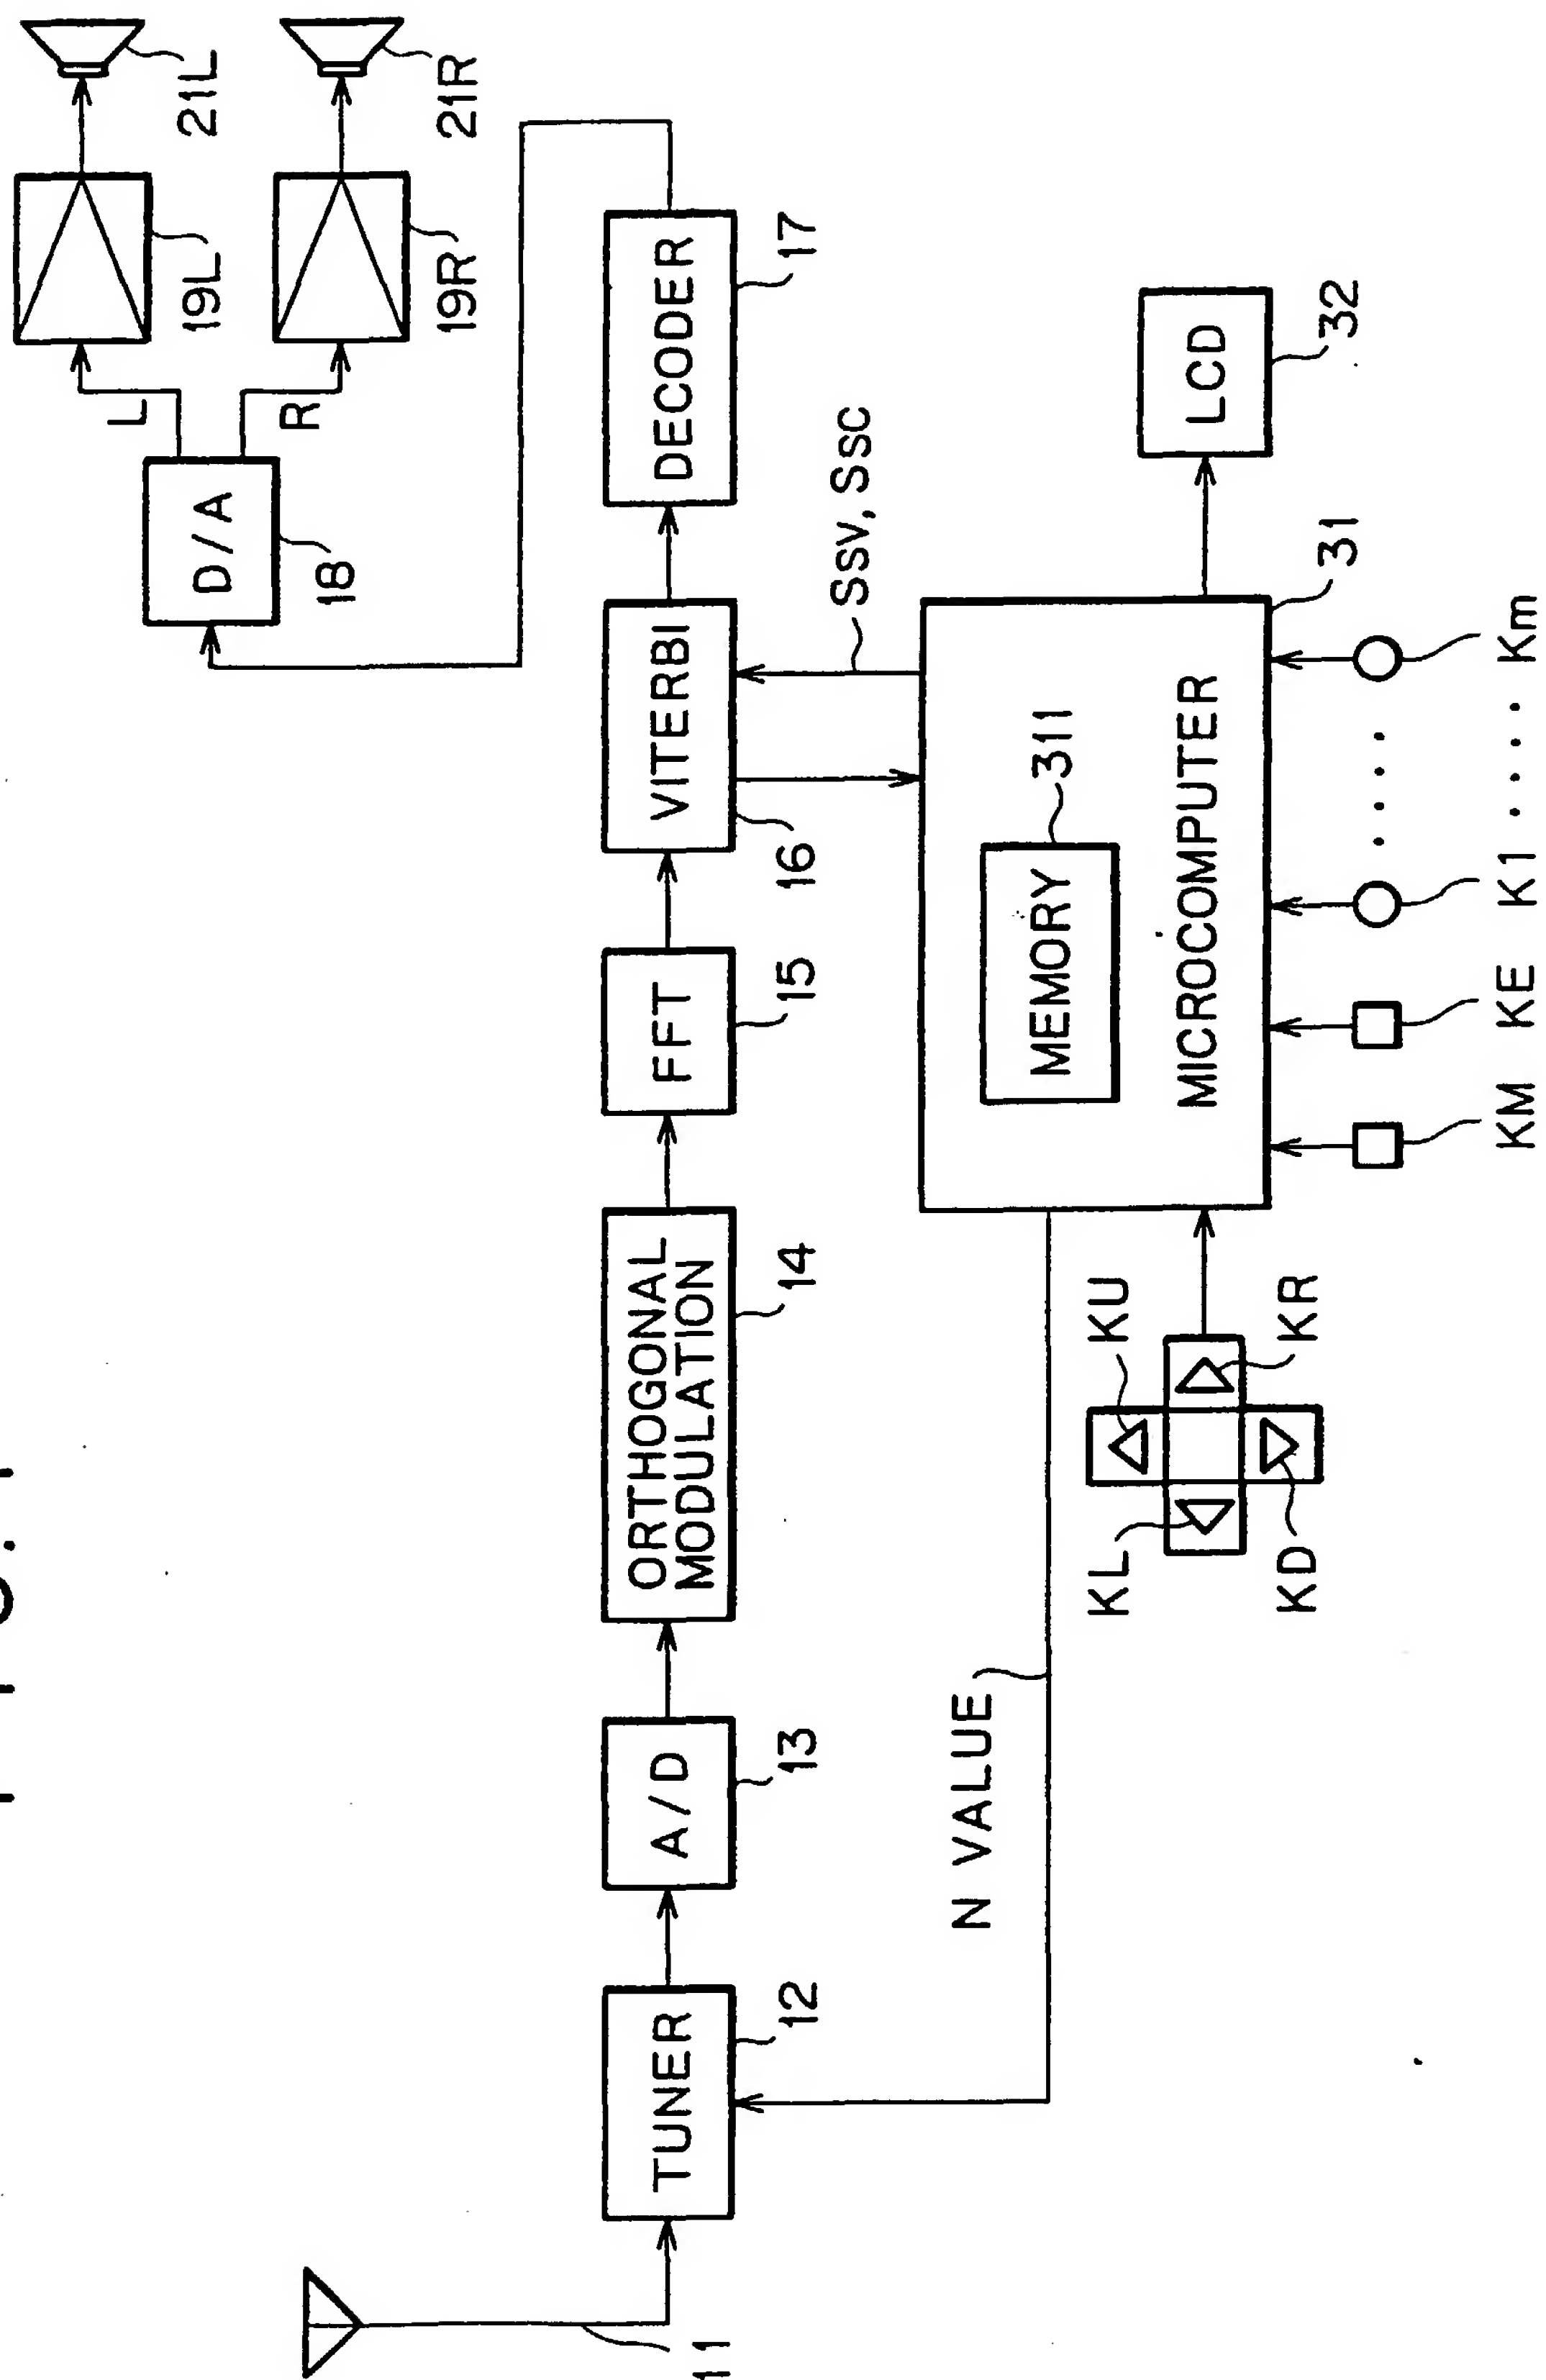 21L
21R
19L
19R
L
R
D/A
18
DECODER
17
VITERBI
16
FFT
15
ORTHOGONAL
MODULATION
14
A/D
13
TUNER
12
11
SSV, SSC
N VALUE
MEMORY
311
MICROCOMPUTER
31
LCD
32
KU
KR
KL
KD
KM KE K1 ····· Km